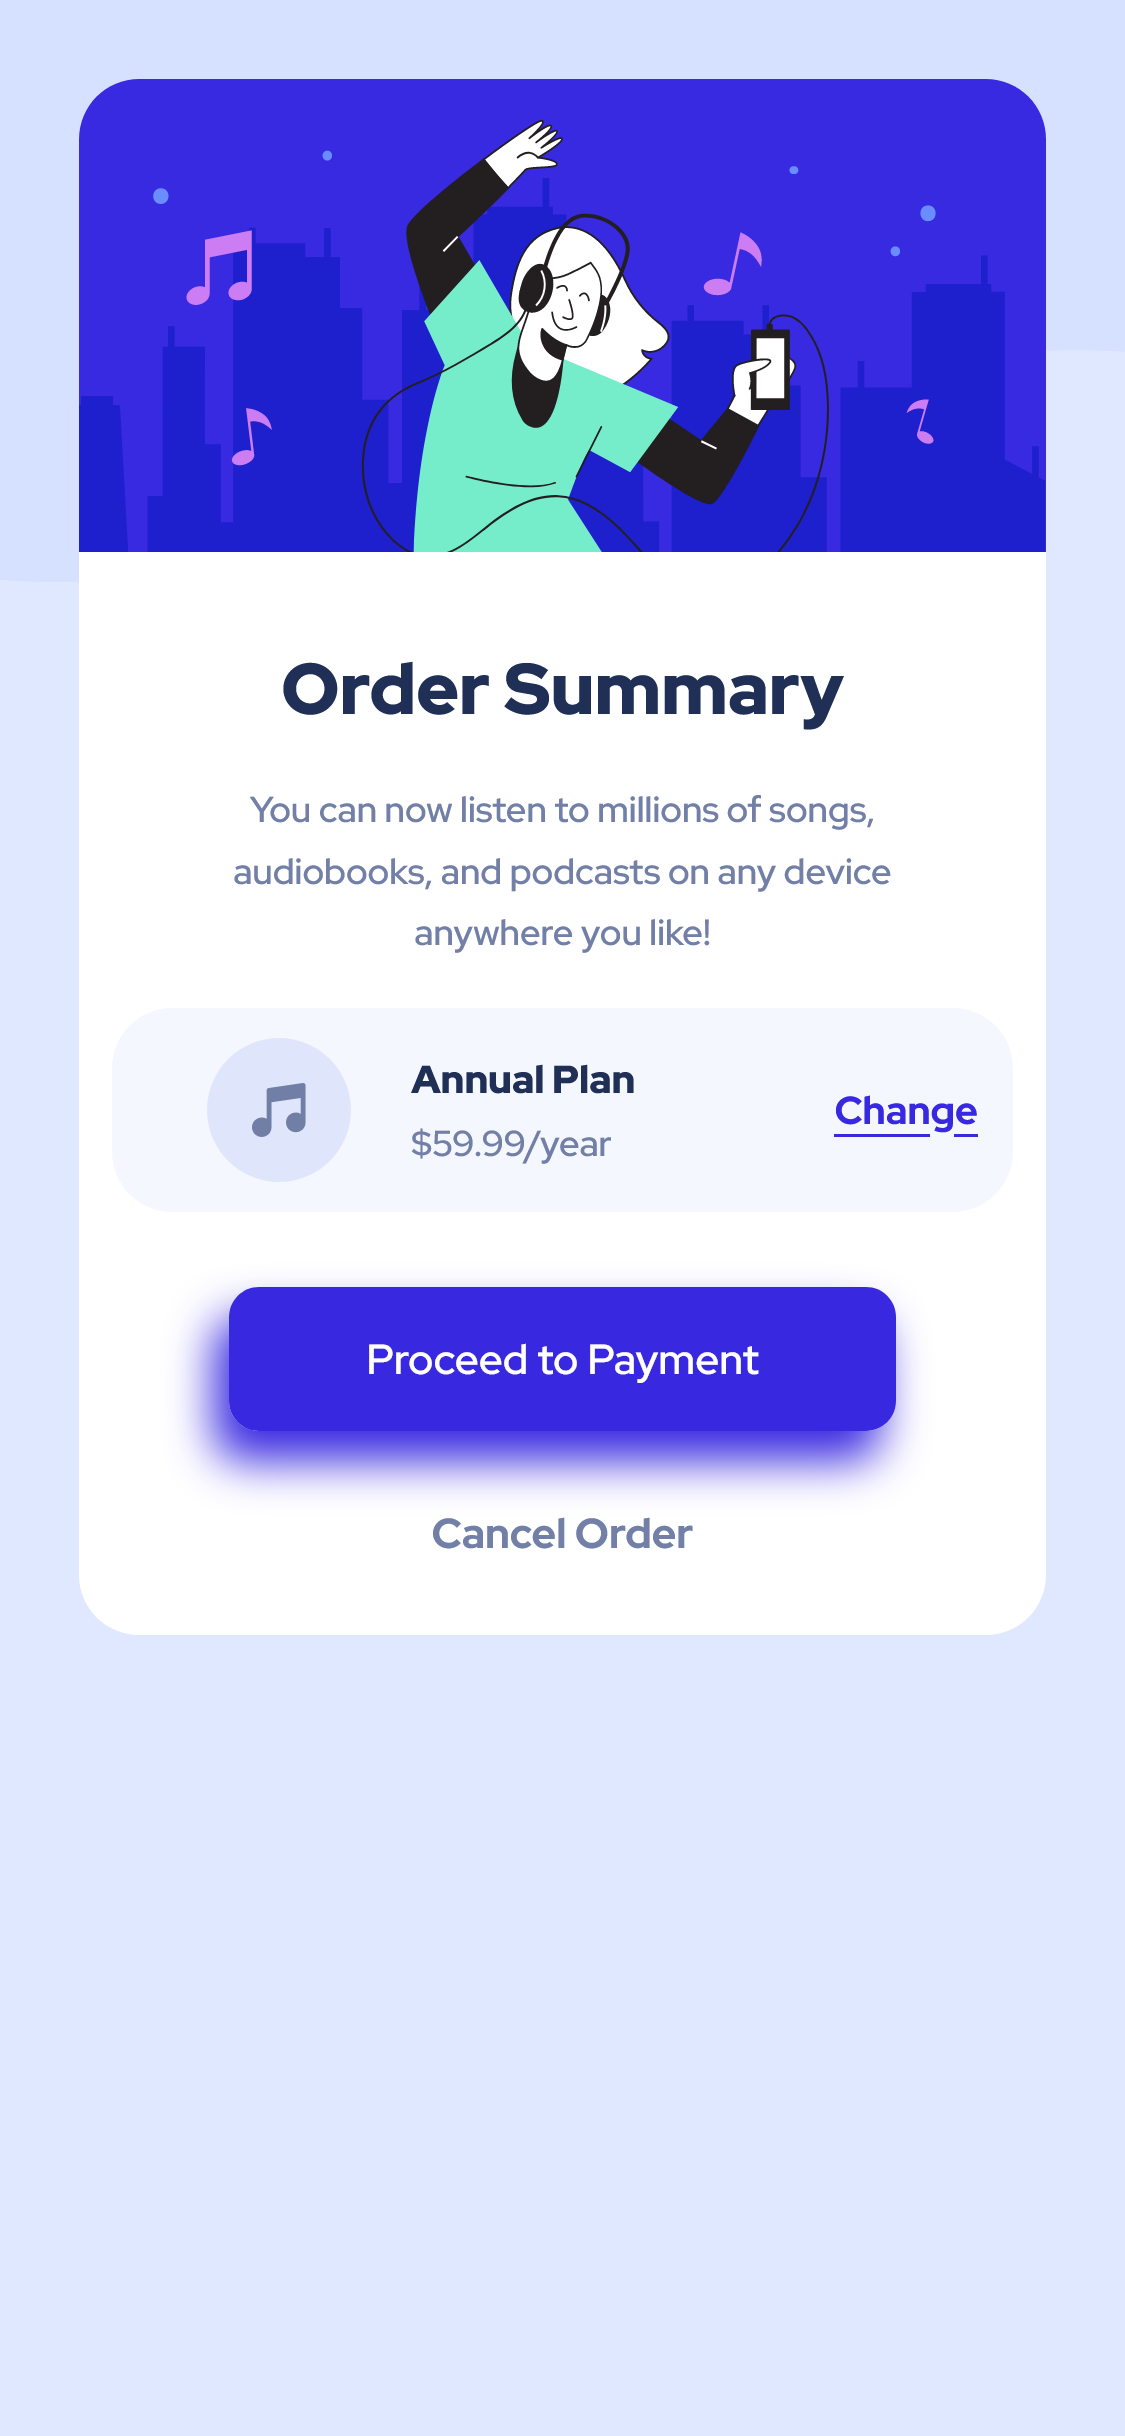 Order Summary
You can now listen to millions of songs,
audiobooks, and podcasts on any device
anywhere you like!
Annual Plan
$59.99/year
Change
Proceed to Payment
Cancel Order